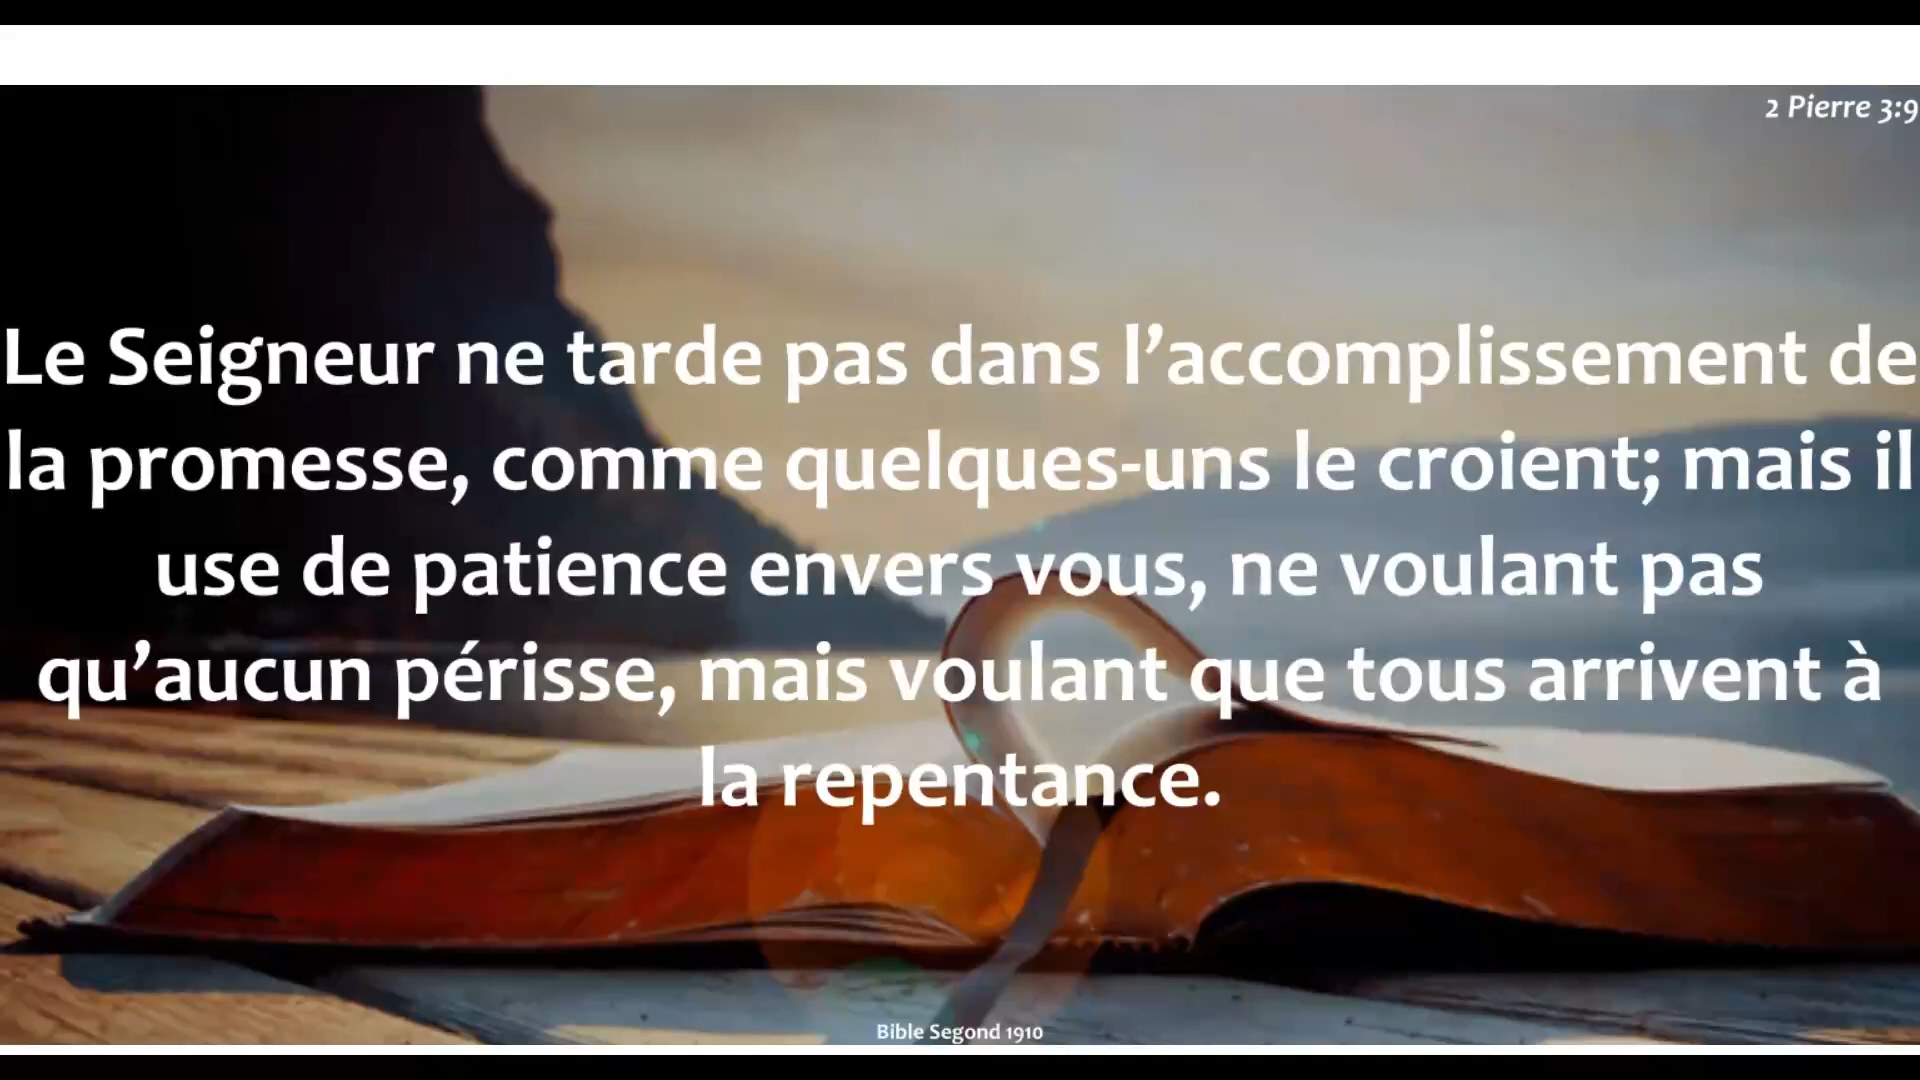 2 Pierre 3:9
Le Seigneur ne tarde pas dans l’accomplissement de
la promesse, comme quelques-uns le croient; mais il
use de patience envers vous, ne voulant pas
qu’aucun périsse, mais voulant que tous arrivent à
la repentance.
Bible Segond 1910